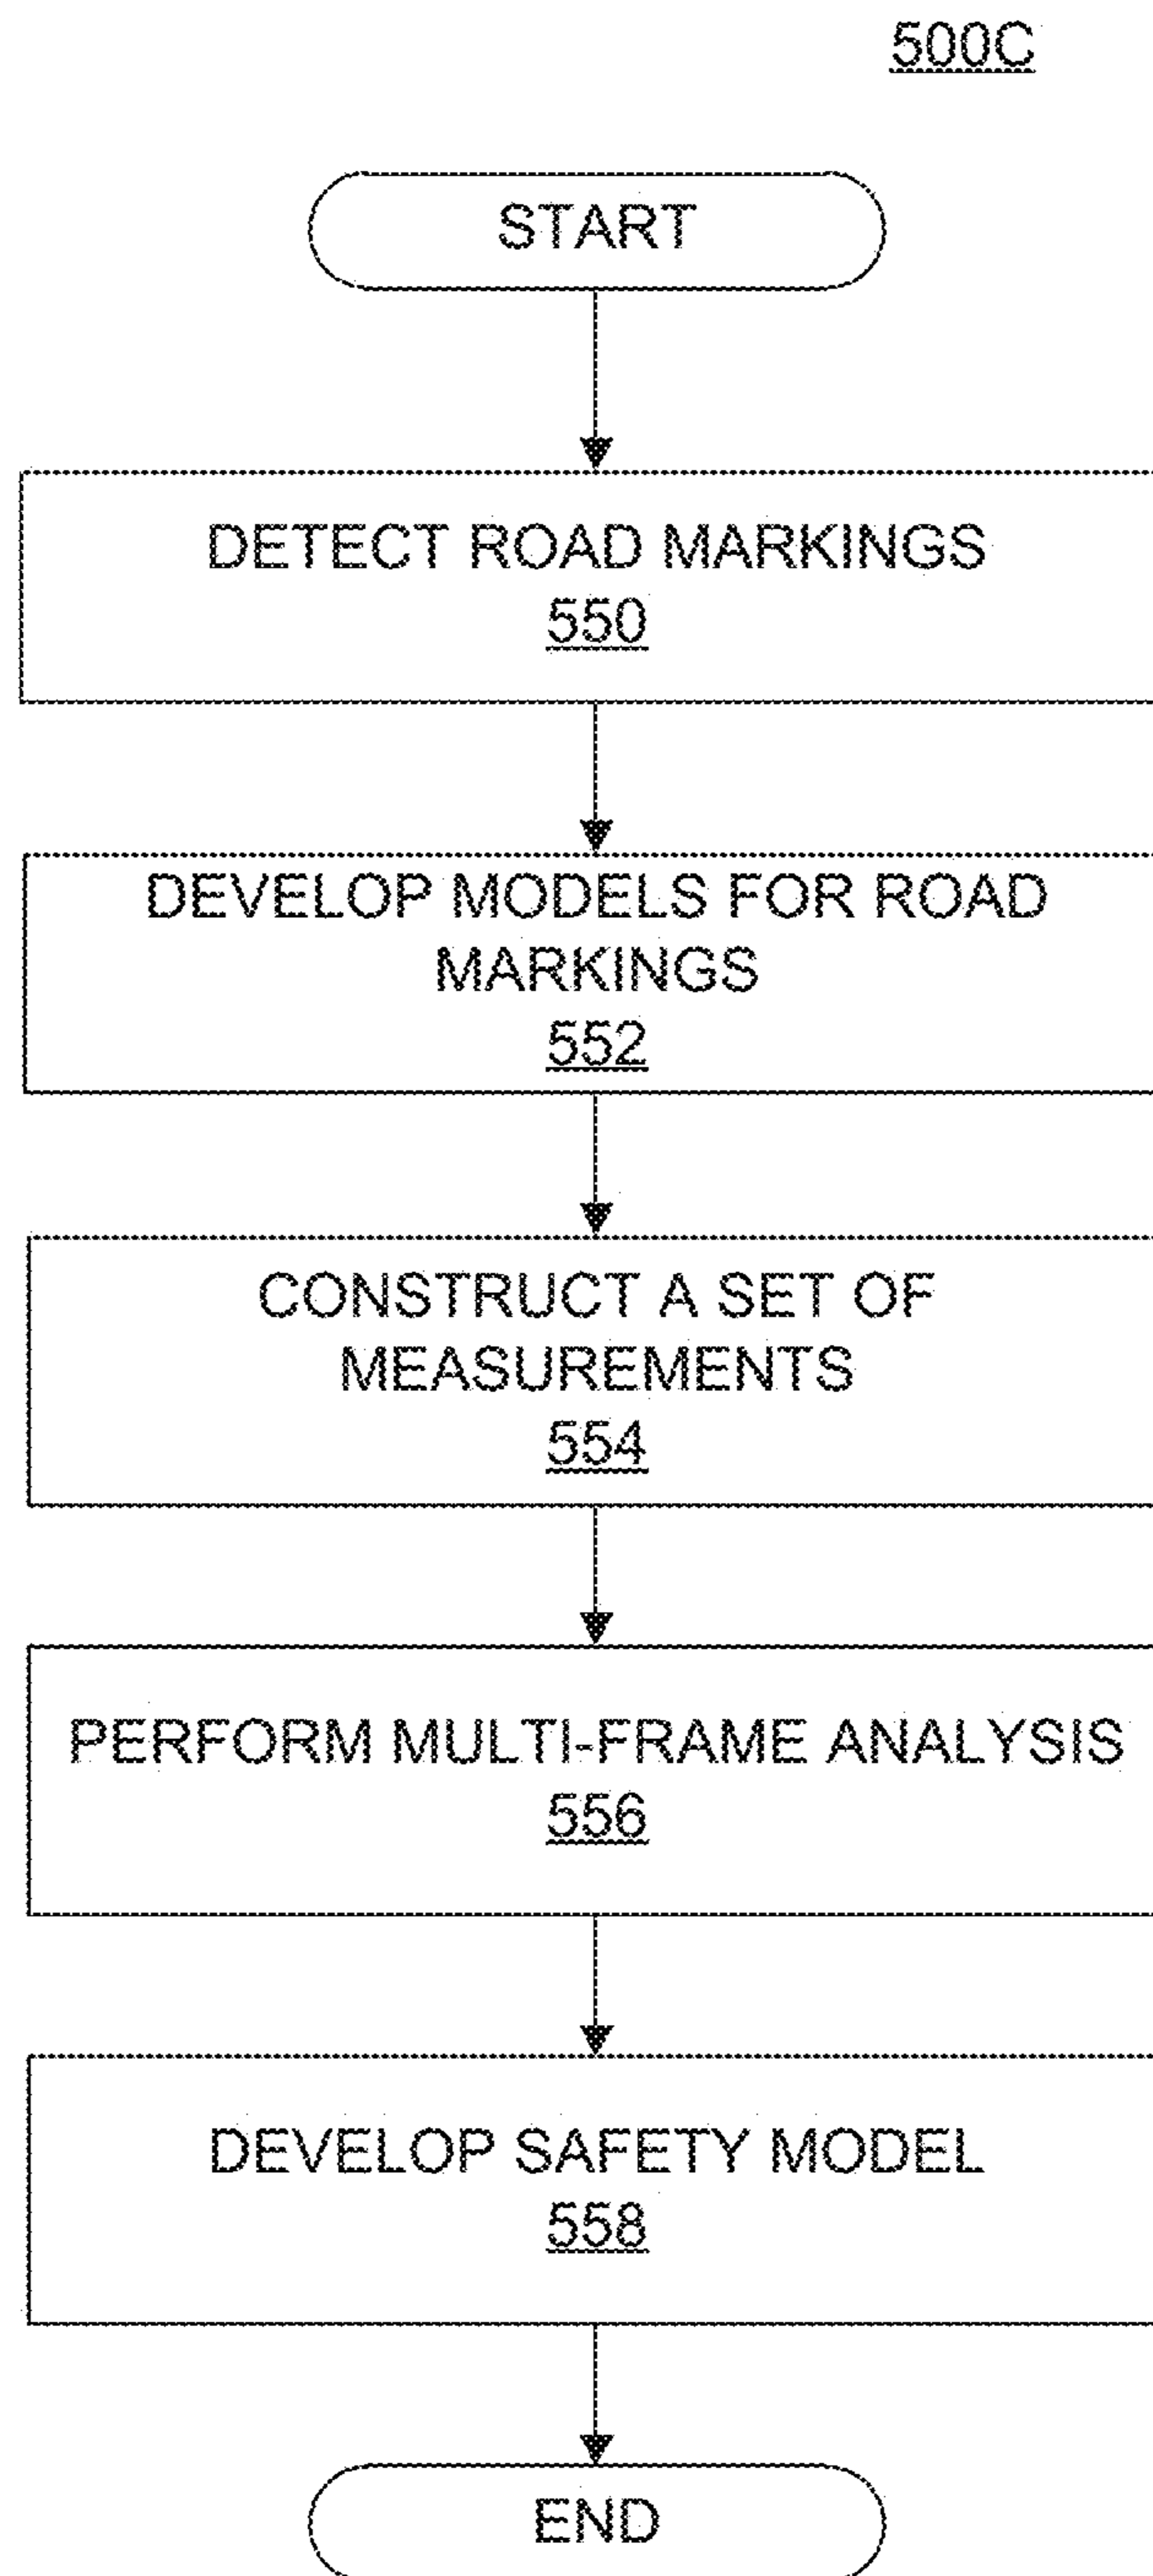 500C
START
DETECT ROAD MARKINGS
550
DEVELOP MODELS FOR ROAD
MARKINGS
552
CONSTRUCT A SET OF
MEASUREMENTS
554
PERFORM MULTI-FRAME ANALYSIS
556
DEVELOP SAFETY MODEL
558
END